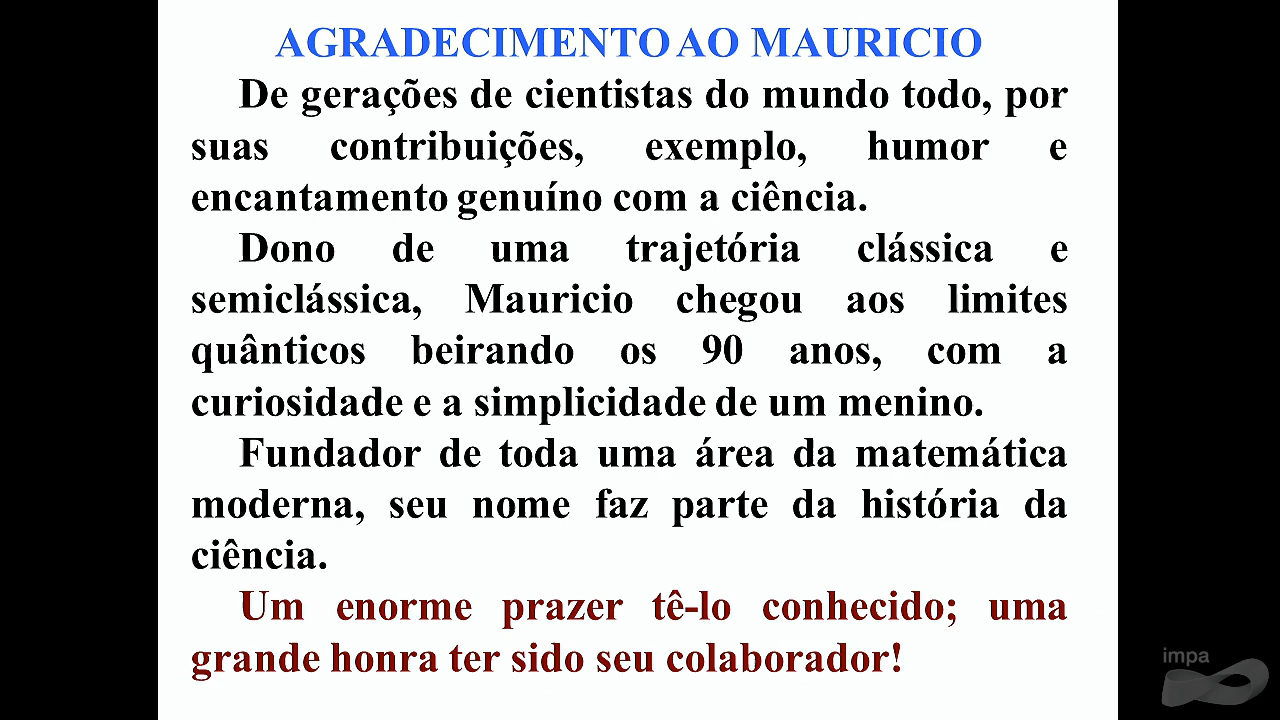 AGRADECIMENTO AO MAURICIO
De gerações de cientistas do mundo todo, por
suas contribuições, exemplo, humor e
encantamento genuíno com a ciência.
Dono de uma trajetória clássica e
semiclássica, Mauricio chegou aos limites
quânticos beirando os 90 anos, com a
curiosidade e a simplicidade de um menino.
Fundador de toda uma área da matemática
moderna, seu nome faz parte da história da
ciência.
Um enorme prazer tê-lo conhecido; uma
grande honra ter sido seu colaborador!
impa